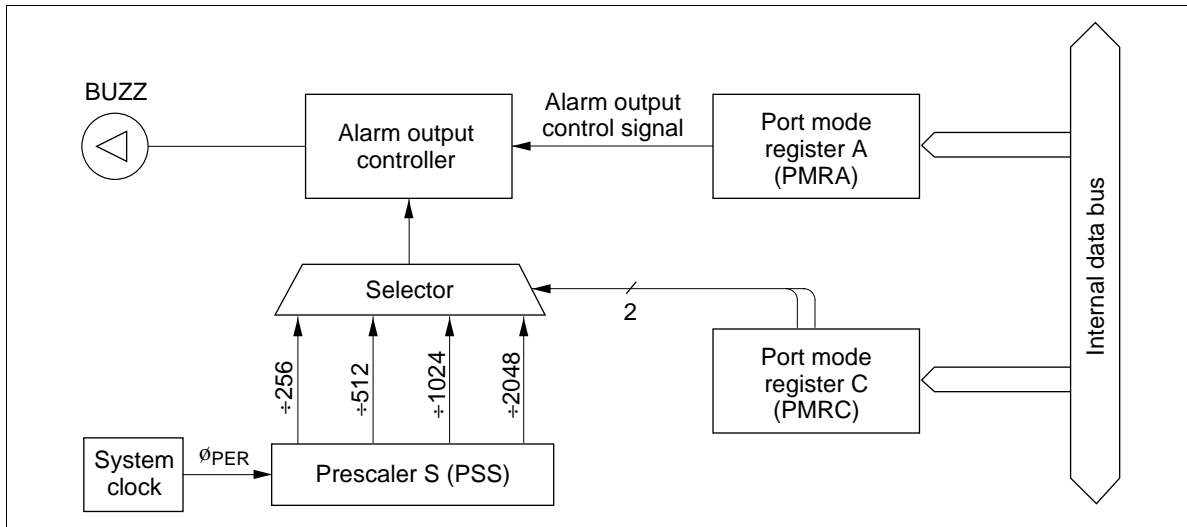 BUZZ
Alarm output
controller
Alarm output
control signal
Port mode
register A
(PMRA)
Internal data bus
Selector
2
Port mode
register C
(PMRC)
÷256
÷512
÷1024
÷2048
System
clock
øPER
Prescaler S (PSS)